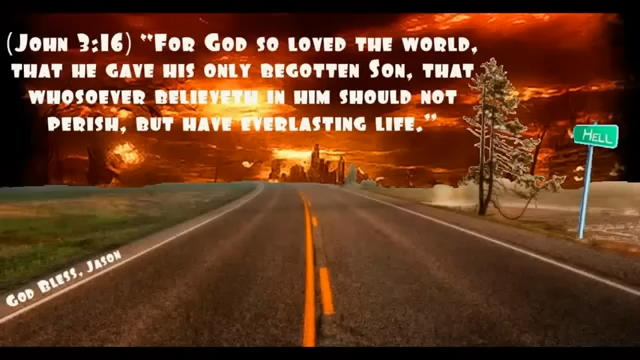 (John 3:16) “For God so loved the world,
that he gave his only begotten Son, that
whosoever believeth in him should not
perish, but have everlasting life.”
Hell
God Bless, Jason